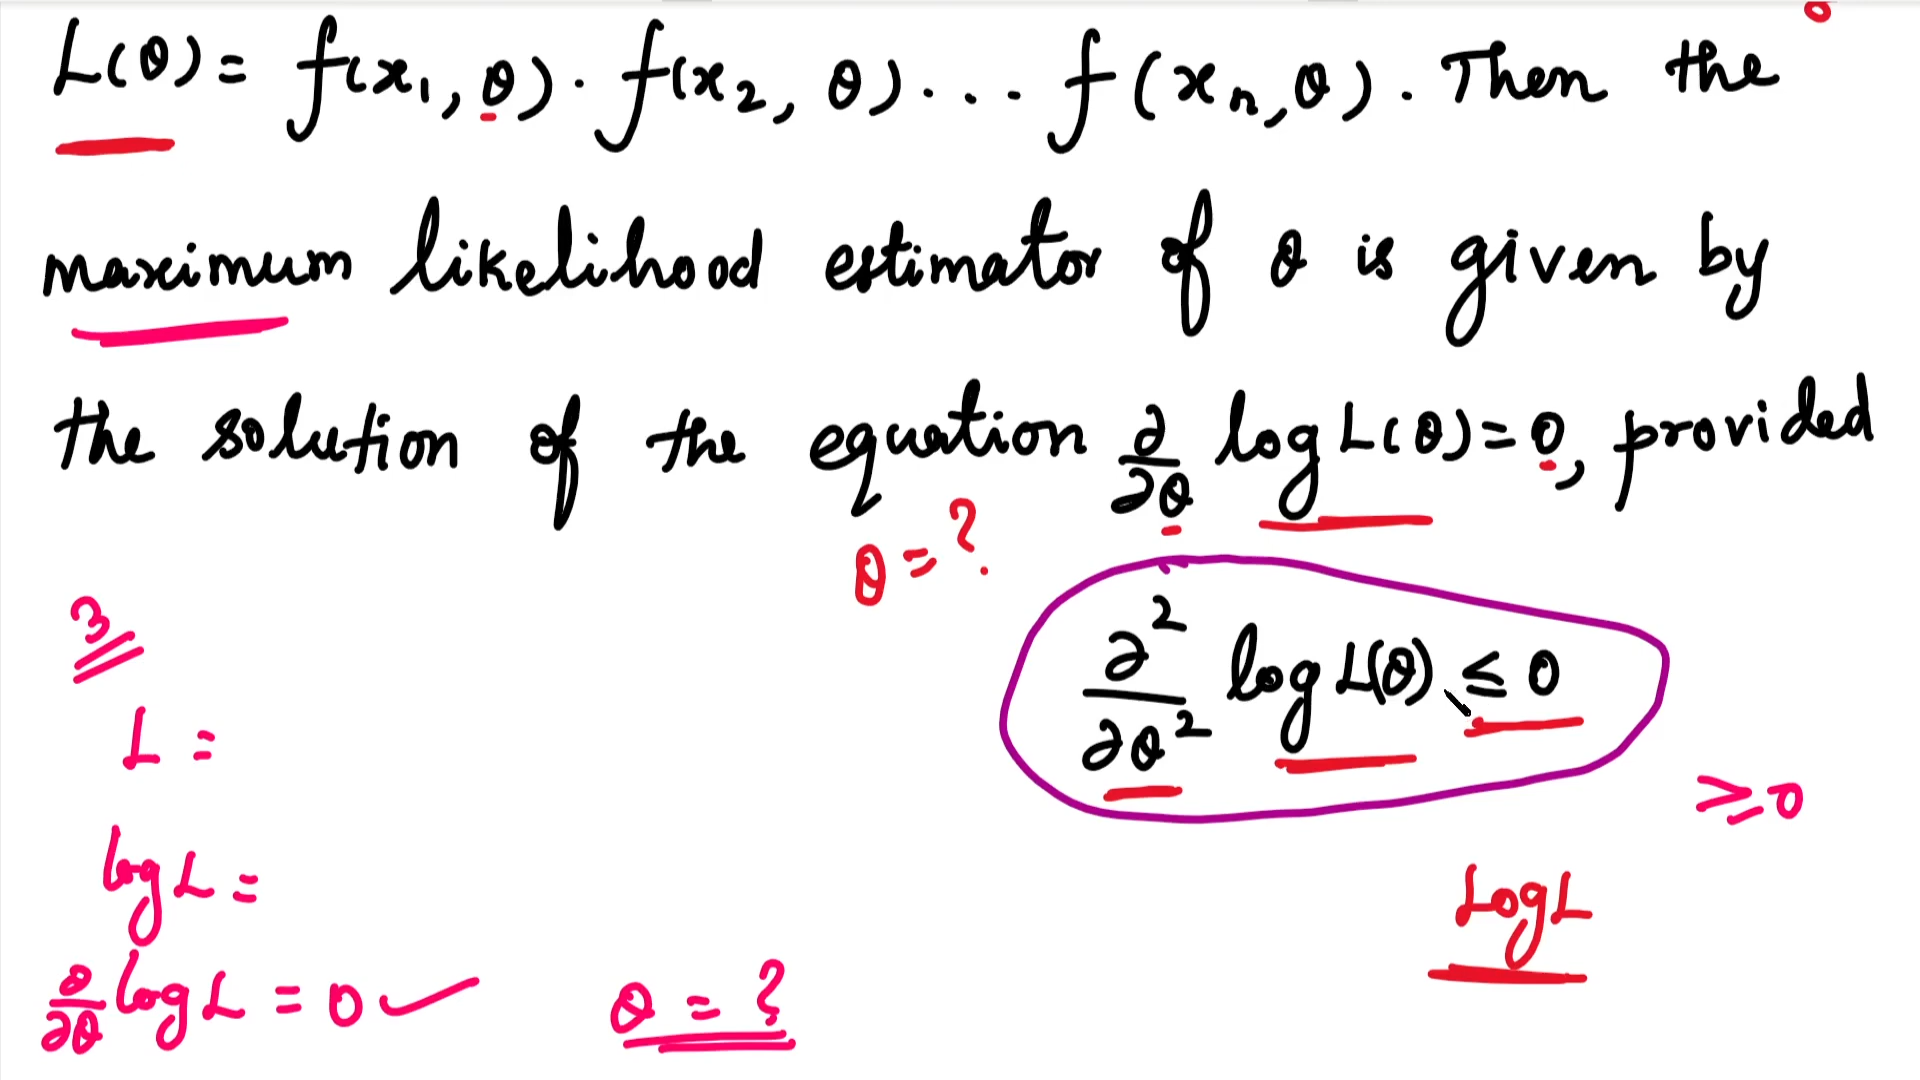 L(θ) = f(x₁, θ) · f(x₂, θ) . . . f(xₙ, θ). Then the
maximum likelihood estimator of θ is given by
the solution of the equation ∂/∂θ log L(θ) = 0, provided
θ = ?
∂²/∂θ² log L(θ) ≤ 0
≥ 0
3
L =
log L =
Log L
∂/∂θ log L = 0 ✓
θ = ?